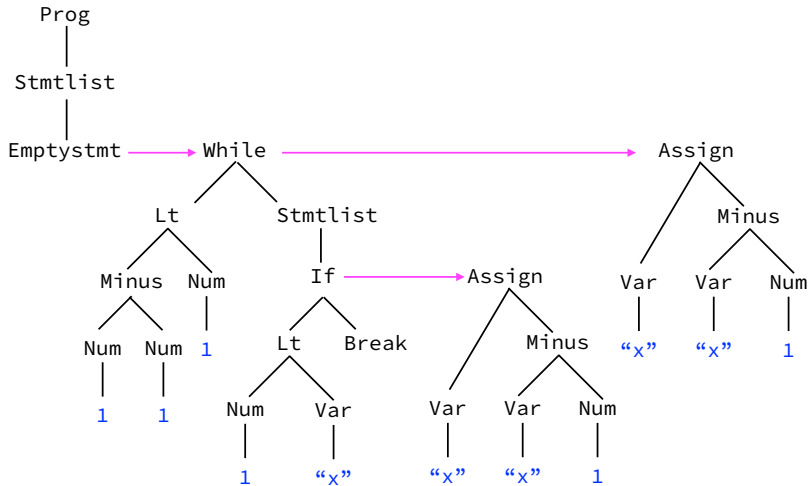 Prog
Stmtlist
Emptystmt While Assign
Lt Stmtlist Minus
Minus Num If Assign Var Var Num
Num Num 1 Lt Break Minus “x” “x” 1
1 1 Num Var Var Var Num
1 “x” “x” “x” 1